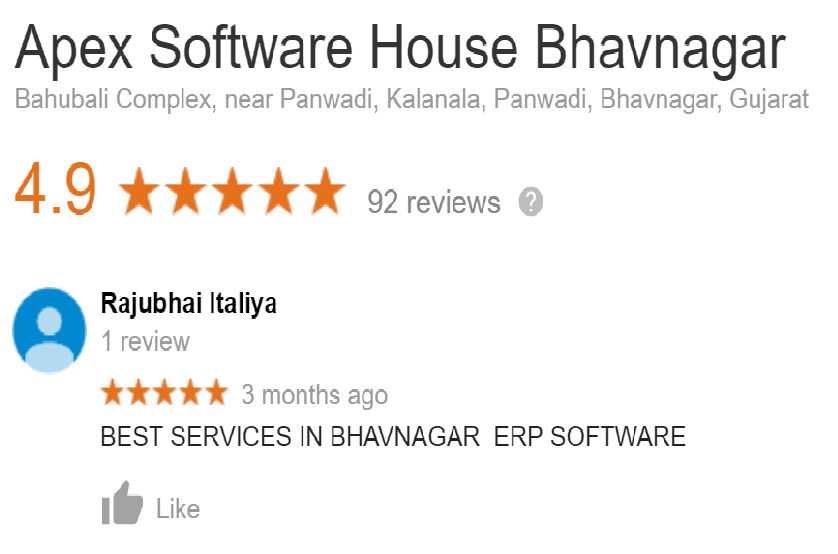 Apex Software House Bhavnagar
Bahubali Complex, near Panwadi, Kalanala, Panwadi, Bhavnagar, Gujarat
4.9 92 reviews ?
Rajubhai Italiya
1 review
3 months ago
BEST SERVICES IN BHAVNAGAR ERP SOFTWARE
Like